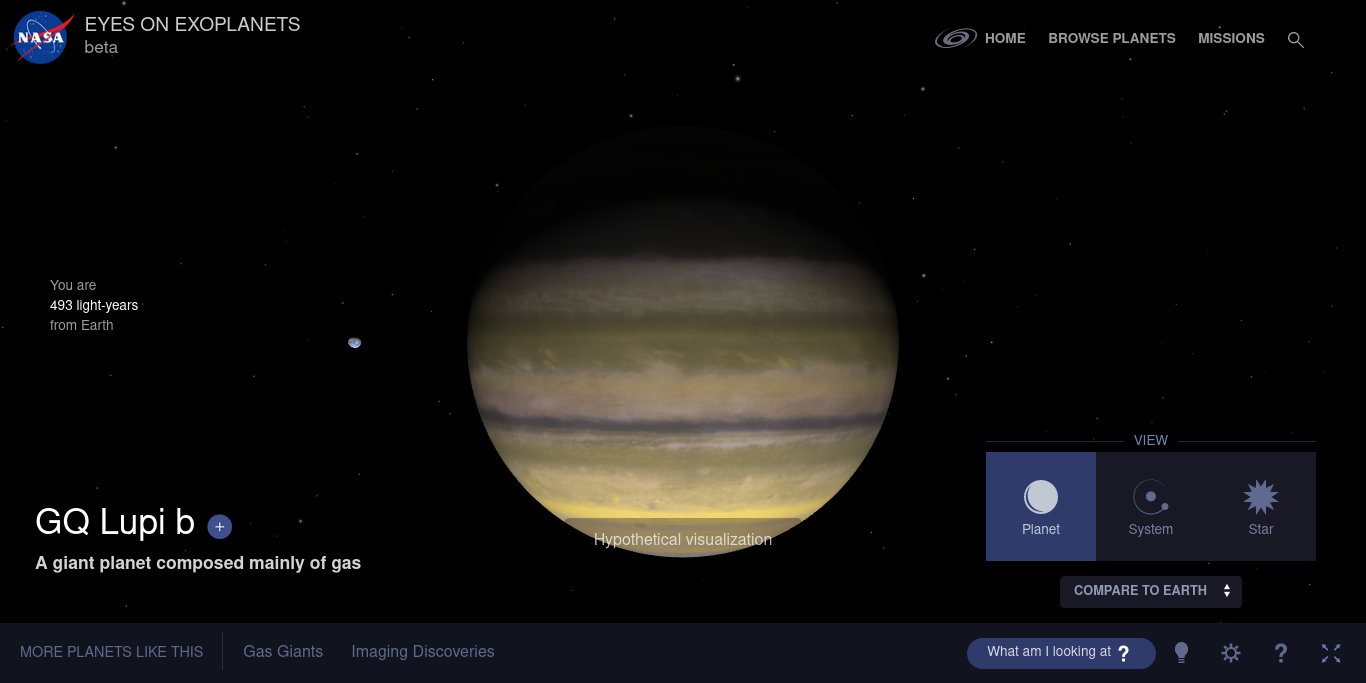 NASA
EYES ON EXOPLANETS
beta
HOME
BROWSE PLANETS
MISSIONS
You are
493 light-years
from Earth
VIEW
Planet
System
Star
GQ Lupi b +
A giant planet composed mainly of gas
Hypothetical visualization
COMPARE TO EARTH
MORE PLANETS LIKE THIS
Gas Giants
Imaging Discoveries
What am I looking at ?
?